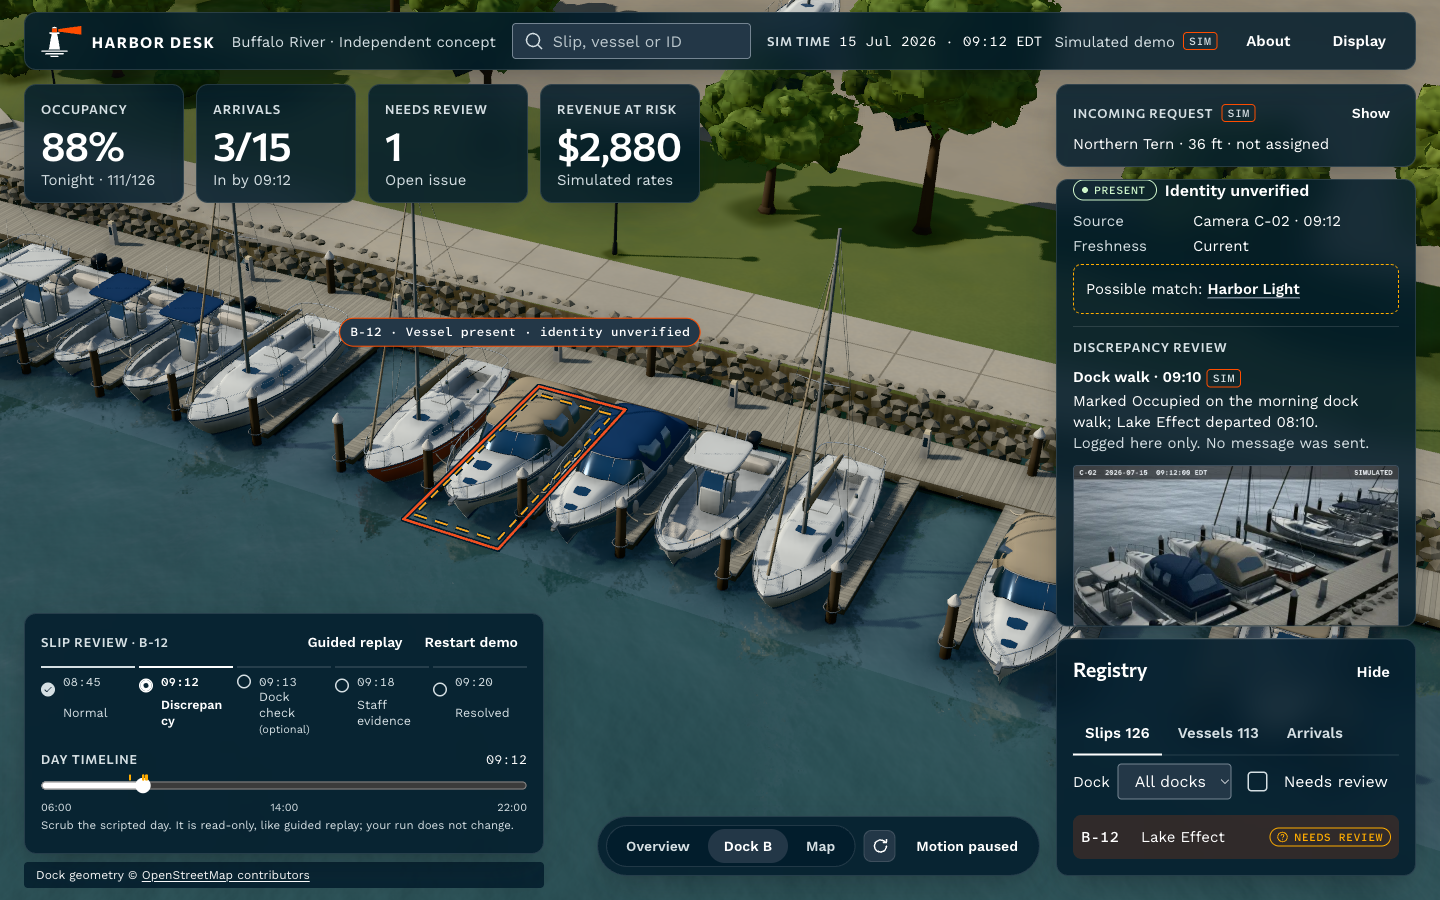 HARBOR DESK
Buffalo River · Independent concept
Slip, vessel or ID
SIM TIME 15 Jul 2026 · 09:12 EDT
Simulated demo SIM
About
Display
OCCUPANCY
88%
Tonight · 111/126
ARRIVALS
3/15
In by 09:12
NEEDS REVIEW
1
Open issue
REVENUE AT RISK
$2,880
Simulated rates
INCOMING REQUEST SIM
Show
Northern Tern · 36 ft · not assigned
PRESENT Identity unverified
Source Camera C-02 · 09:12
Freshness Current
Possible match: Harbor Light
DISCREPANCY REVIEW
Dock walk · 09:10 SIM
Marked Occupied on the morning dock
walk; Lake Effect departed 08:10.
Logged here only. No message was sent.
C-02 2026-07-15 09:12:00 EDT SIMULATED
B-12 · Vessel present · identity unverified
SLIP REVIEW · B-12
Guided replay
Restart demo
08:45
Normal
09:12
Discrepan
cy
09:13
Dock
check
(optional)
09:18
Staff
evidence
09:20
Resolved
DAY TIMELINE 09:12
06:00 14:00 22:00
Scrub the scripted day. It is read-only, like guided replay; your run does not change.
Dock geometry © OpenStreetMap contributors
Overview
Dock B
Map
Motion paused
Registry
Hide
Slips 126
Vessels 113
Arrivals
Dock All docks Needs review
B-12 Lake Effect NEEDS REVIEW